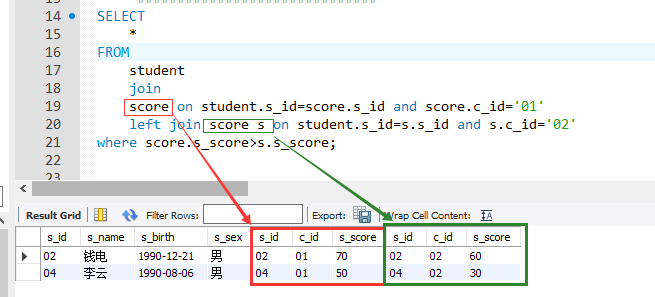 14 SELECT
15 *
16 FROM
17 student
18 join
19 score on student.s_id=score.s_id and score.c_id='01'
20 left join score s on student.s_id=s.s_id and s.c_id='02'
21 where score.s_score>s.s_score;
22
23
Result Grid Filter Rows: Export: Wrap Cell Content: IA
s_id s_name s_birth s_sex s_id c_id s_score s_id c_id s_score
02 钱电 1990-12-21 男 02 01 70 02 02 60
04 李云 1990-08-06 男 04 01 50 04 02 30